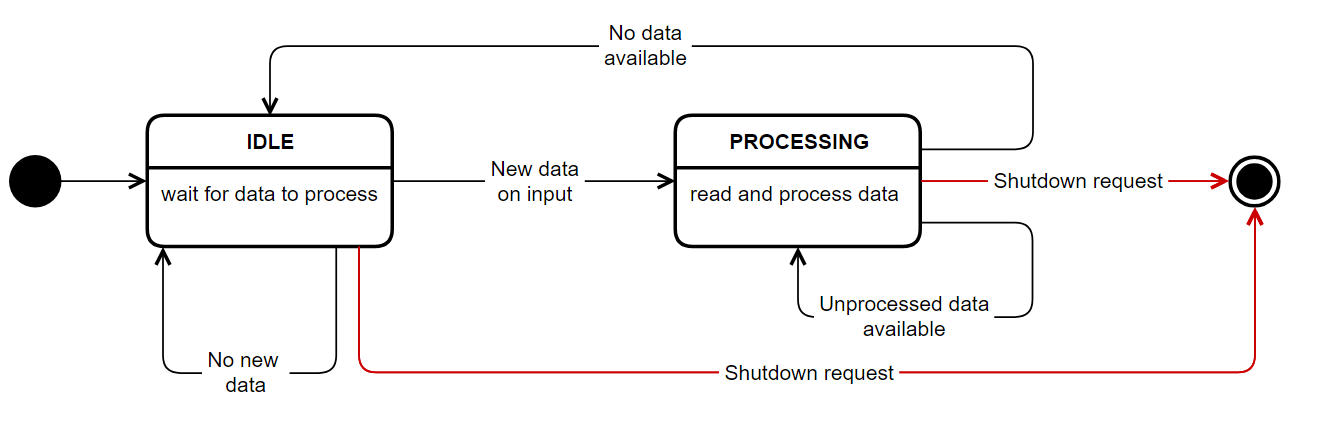 No data
available
IDLE
wait for data to process
New data
on input
PROCESSING
read and process data
Shutdown request
Unprocessed data
available
No new
data
Shutdown request